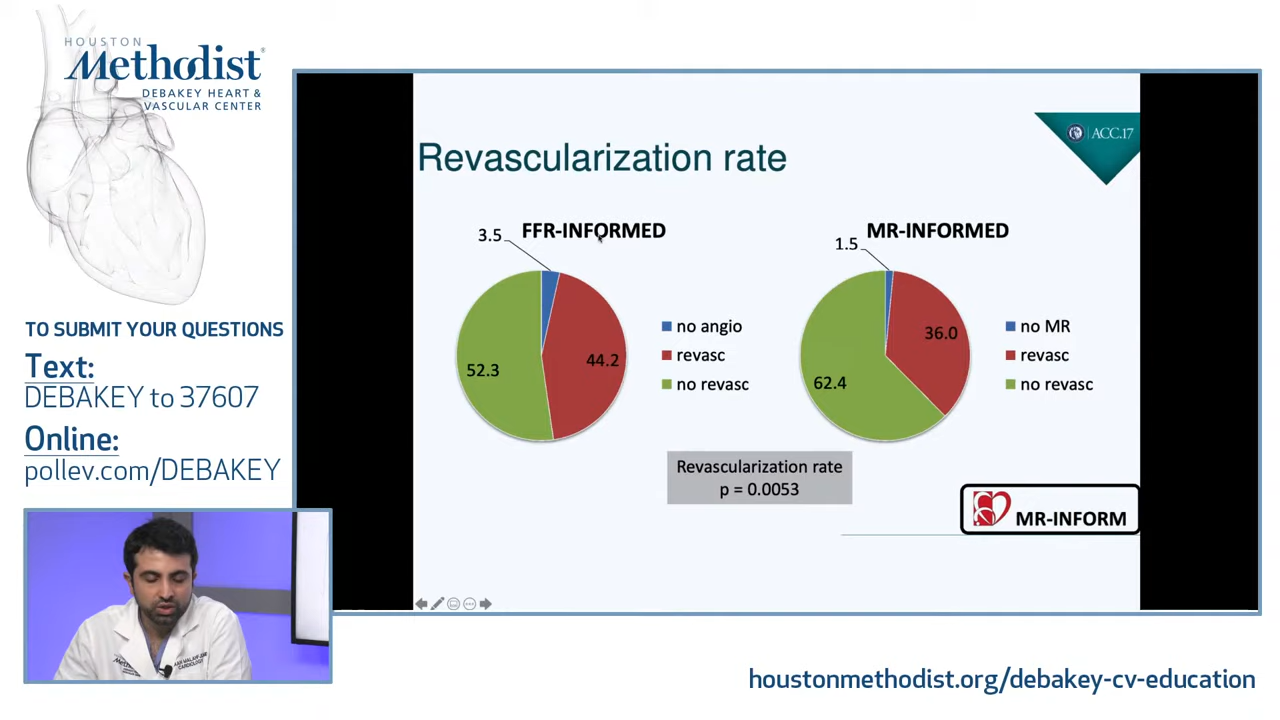 HOUSTON
Methodist®
DEBAKEY HEART &
VASCULAR CENTER
TO SUBMIT YOUR QUESTIONS
Text:
DEBAKEY to 37607
Online:
pollev.com/DEBAKEY
ACC.17
Revascularization rate
FFR-INFORMED
3.5
52.3
44.2
no angio
revasc
no revasc
MR-INFORMED
1.5
36.0
62.4
no MR
revasc
no revasc
Revascularization rate
p = 0.0053
MR-INFORM
Methodist
CARDIOLOGY
houstonmethodist.org/debakey-cv-education